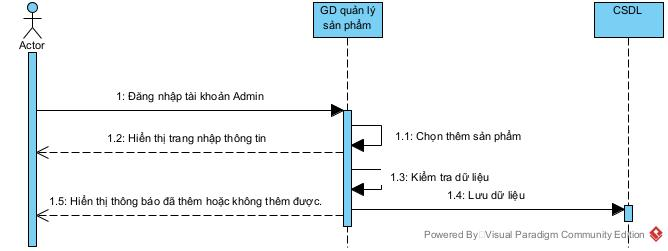 GD quản lý
sản phẩm
CSDL
Actor
1: Đăng nhập tài khoản Admin
1.1: Chọn thêm sản phẩm
1.2: Hiển thị trang nhập thông tin
1.3: Kiểm tra dữ liệu
1.4: Lưu dữ liệu
1.5: Hiển thị thông báo đã thêm hoặc không thêm được.
Powered By Visual Paradigm Community Edition